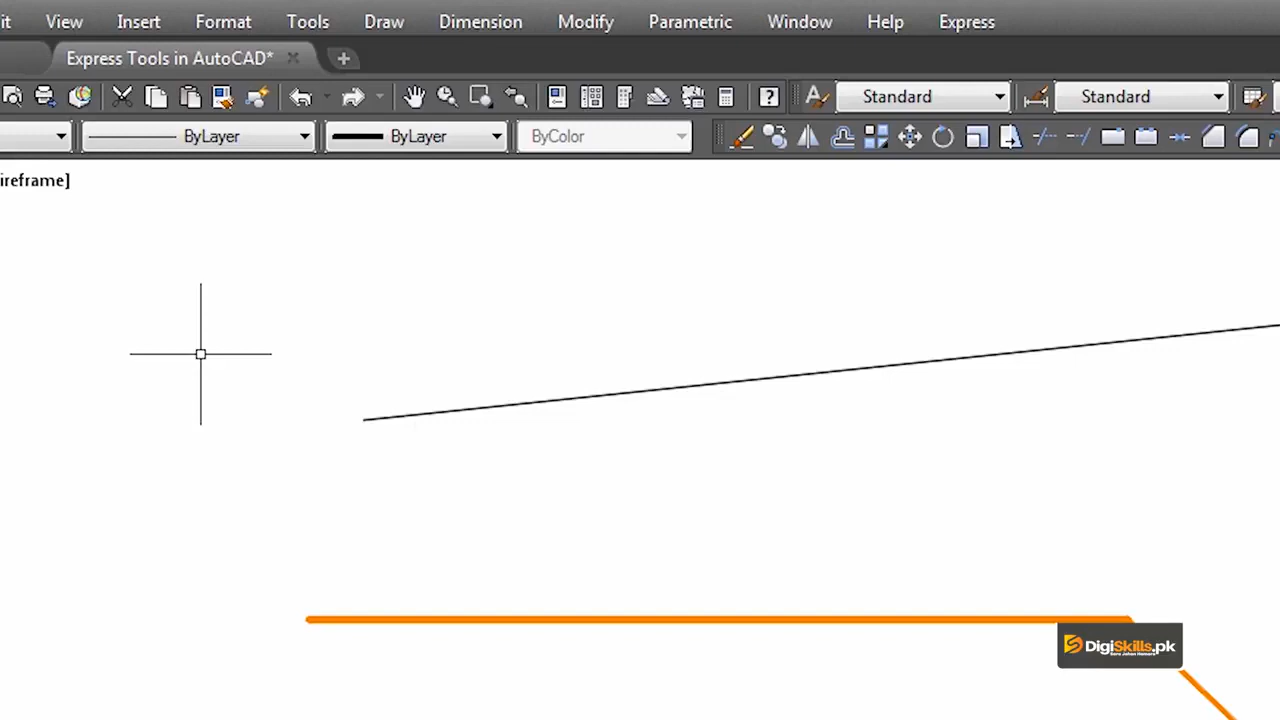 it View Insert Format Tools Draw Dimension Modify Parametric Window Help Express
Express Tools in AutoCAD*
Standard Standard
ByLayer ByLayer ByColor
ireframe]
DigiSkills.pk